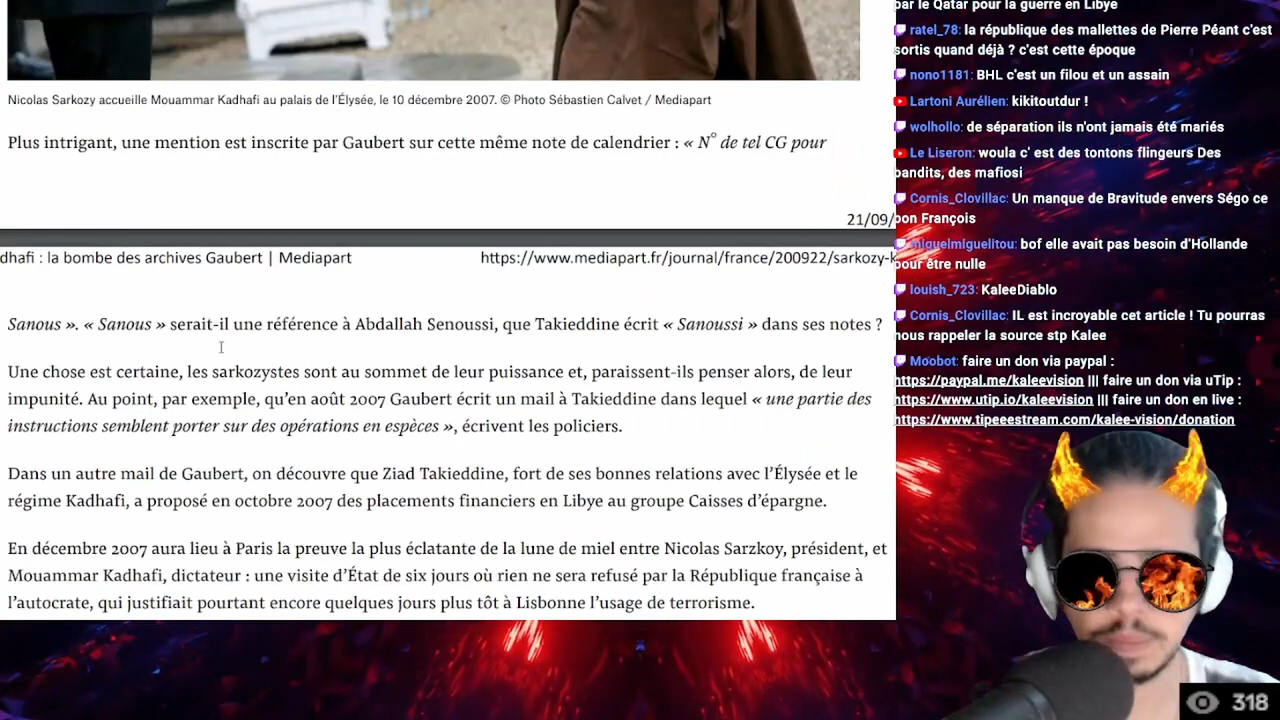 Nicolas Sarkozy accueille Mouammar Kadhafi au palais de l'Élysée, le 10 décembre 2007. © Photo Sébastien Calvet / Mediapart
Plus intrigant, une mention est inscrite par Gaubert sur cette même note de calendrier : « N° de tel CG pour
21/09/
dhafi : la bombe des archives Gaubert | Mediapart
https://www.mediapart.fr/journal/france/200922/sarkozy-k
Sanous ». « Sanous » serait-il une référence à Abdallah Senoussi, que Takieddine écrit « Sanoussi » dans ses notes ?
Une chose est certaine, les sarkozystes sont au sommet de leur puissance et, paraissent-ils penser alors, de leur
impunité. Au point, par exemple, qu'en août 2007 Gaubert écrit un mail à Takieddine dans lequel « une partie des
instructions semblent porter sur des opérations en espèces », écrivent les policiers.
Dans un autre mail de Gaubert, on découvre que Ziad Takieddine, fort de ses bonnes relations avec l'Élysée et le
régime Kadhafi, a proposé en octobre 2007 des placements financiers en Libye au groupe Caisses d'épargne.
En décembre 2007 aura lieu à Paris la preuve la plus éclatante de la lune de miel entre Nicolas Sarzkoy, président, et
Mouammar Kadhafi, dictateur : une visite d'État de six jours où rien ne sera refusé par la République française à
l'autocrate, qui justifiait pourtant encore quelques jours plus tôt à Lisbonne l'usage de terrorisme.
par le Qatar pour la guerre en Libye
ratel_78: la république des mallettes de Pierre Péant c'est
sortis quand déjà ? c'est cette époque
nono1181: BHL c'est un filou et un assain
Lartoni Aurélien: kikitoutdur !
wolhollo: de séparation ils n'ont jamais été mariés
Le Liseron: woula c' est des tontons flingeurs Des
bandits, des mafiosi
Cornis_Clovillac: Un manque de Bravitude envers Ségo ce
bon François
miguelmiguelitou: bof elle avait pas besoin d'Hollande
pour être nulle
louish_723: KaleeDiablo
Cornis_Clovillac: IL est incroyable cet article ! Tu pourras
nous rappeler la source stp Kalee
Moobot: faire un don via paypal :
https://paypal.me/kaleevision ||| faire un don via uTip :
https://www.utip.io/kaleevision ||| faire un don en live :
https://www.tipeeestream.com/kalee-vision/donation
318